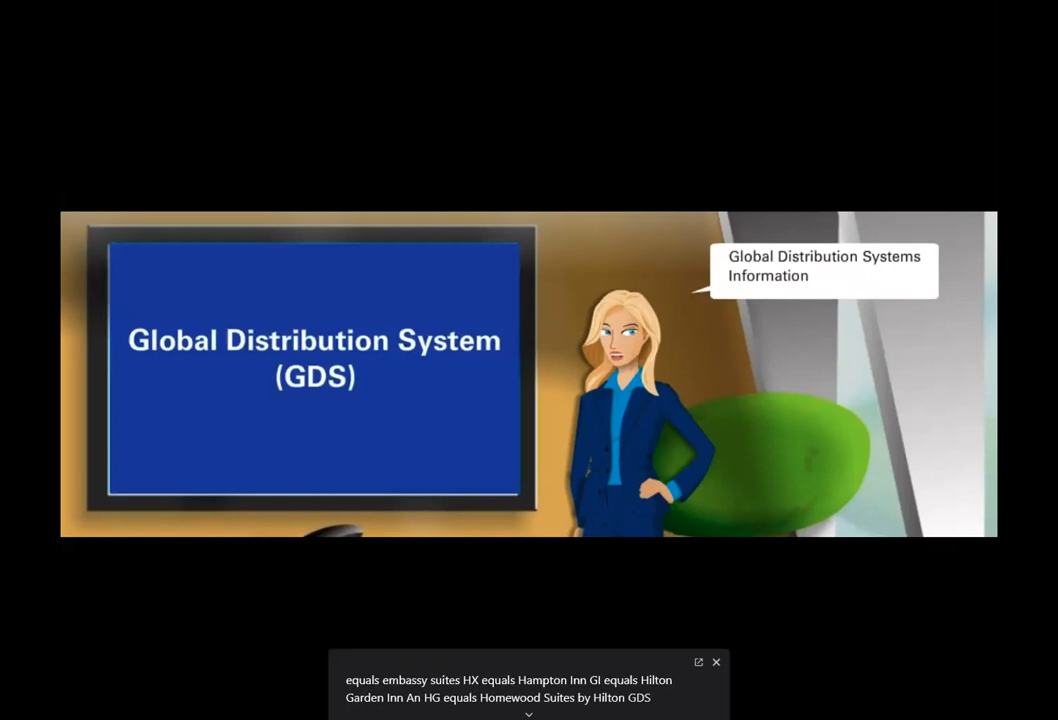 Global Distribution Systems
Information
Global Distribution System
(GDS)
equals embassy suites HX equals Hampton Inn GI equals Hilton
Garden Inn An HG equals Homewood Suites by Hilton GDS